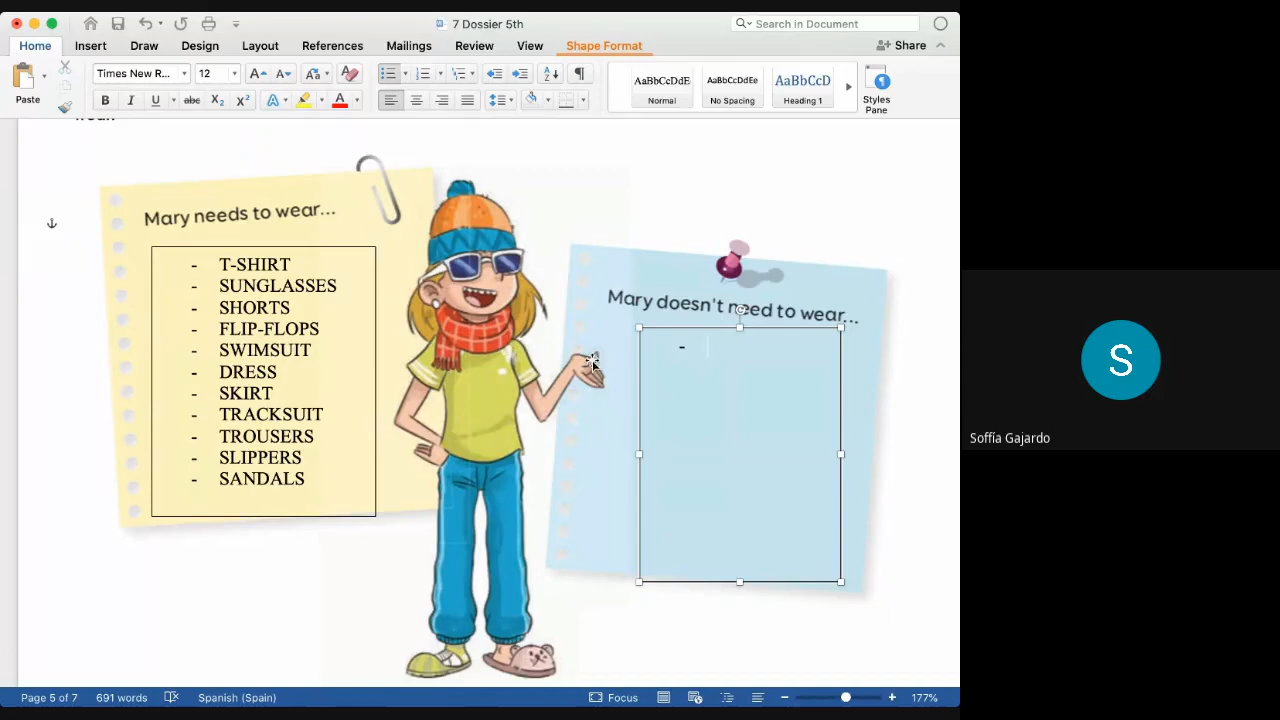 7 Dossier 5th
Search in Document
Home Insert Draw Design Layout References Mailings Review View Shape Format Share
Paste
Times New R... 12
AaBbCcDdE AaBbCcDdEe AaBbCcD
Normal No Spacing Heading 1
Styles Pane
Mary needs to wear...
- T-SHIRT
- SUNGLASSES
- SHORTS
- FLIP-FLOPS
- SWIMSUIT
- DRESS
- SKIRT
- TRACKSUIT
- TROUSERS
- SLIPPERS
- SANDALS
Mary doesn't need to wear...
-
S
Soffía Gajardo
Page 5 of 7 691 words Spanish (Spain) Focus 177%